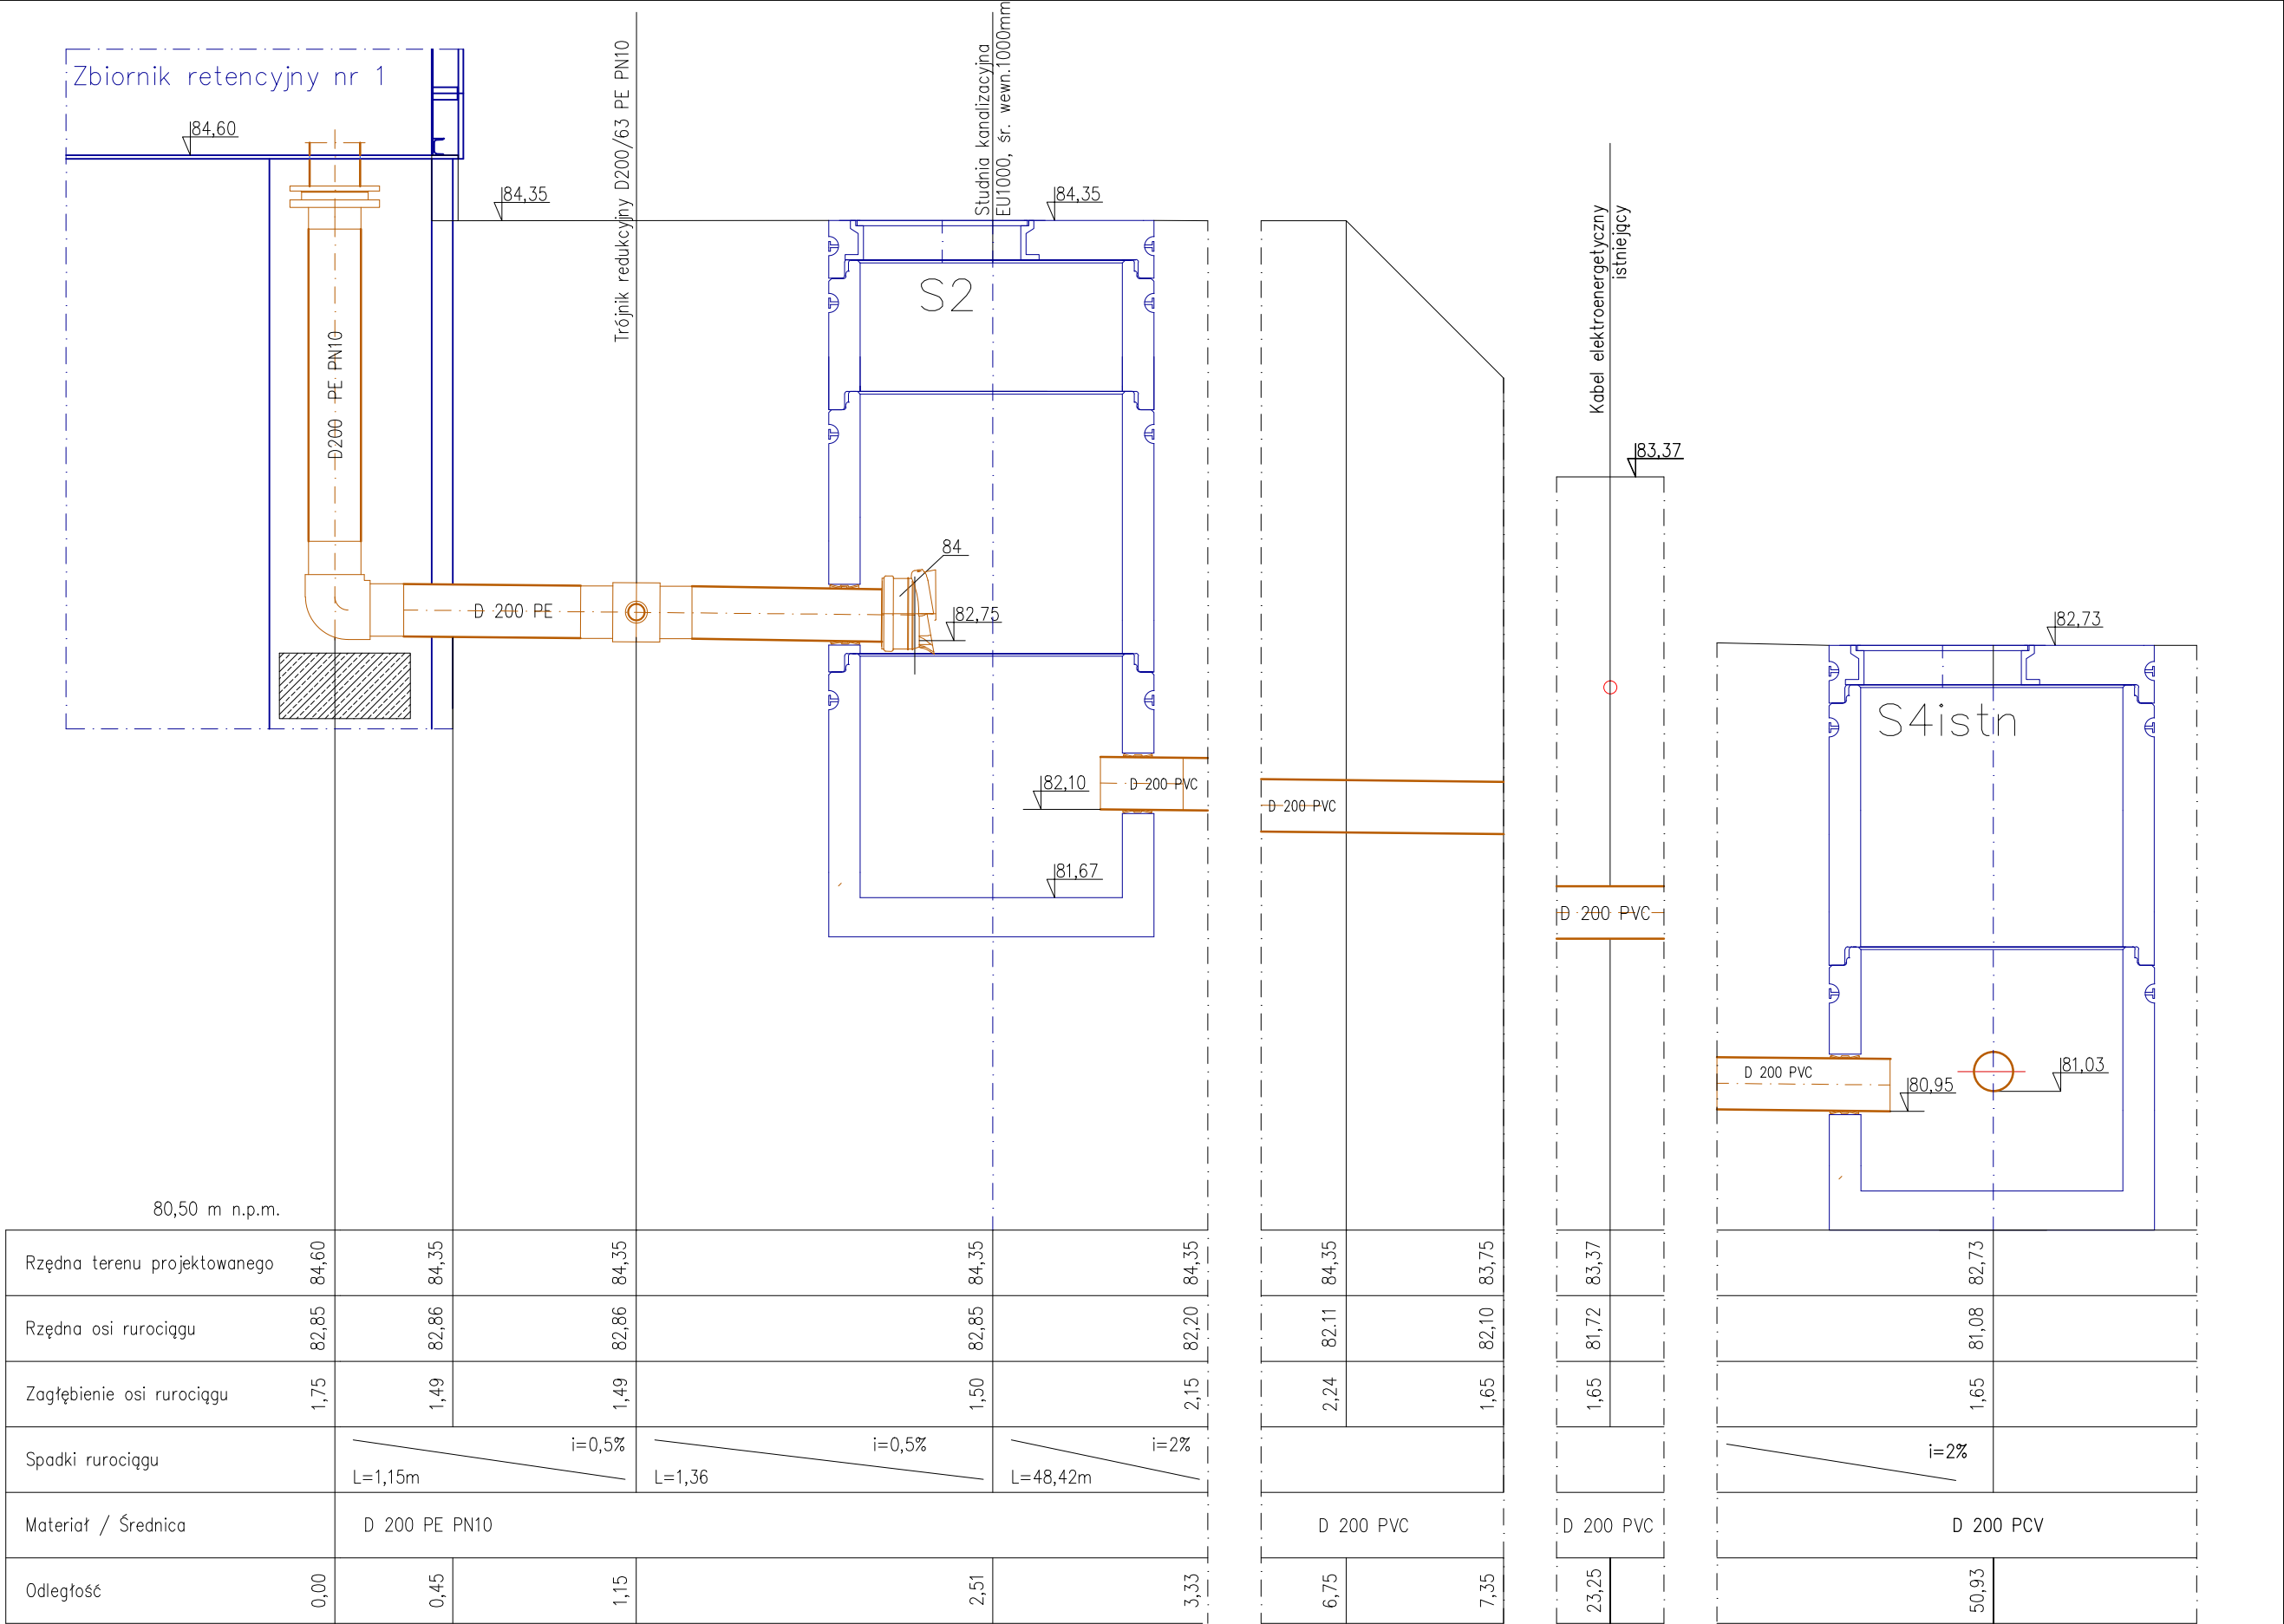 Zbiornik retencyjny nr 1
84,60
84,35
Trójnik redukcyjny D200/63 PE PN10
Studnia kanalizacyjna
EU1000, śr. wewn.1000mm
84,35
Kabel elektroenergetyczny
istniejący
S2
D200 PE PN10
83,37
84
D 200 PE
82,75
82,73
S4istn
82,10
D 200 PVC
D 200 PVC
81,67
D 200 PVC
D 200 PVC
80,95
81,03
80,50 m n.p.m.
Rzędna terenu projektowanego 84,60 84,35 84,35 84,35 84,35 84,35 83,75 83,37 82,73
Rzędna osi rurociągu 82,85 82,86 82,86 82,85 82,20 82.11 82,10 81,72 81,08
Zagłębienie osi rurociągu 1,75 1,49 1,49 1,50 2,15 2,24 1,65 1,65 1,65
Spadki rurociągu
i=0,5% i=0,5% i=2% i=2%
L=1,15m L=1,36 L=48,42m
Materiał / Średnica D 200 PE PN10 D 200 PVC D 200 PVC D 200 PCV
Odległość 0,00 0,45 1,15 2,51 3,33 6,75 7,35 23,25 50,93